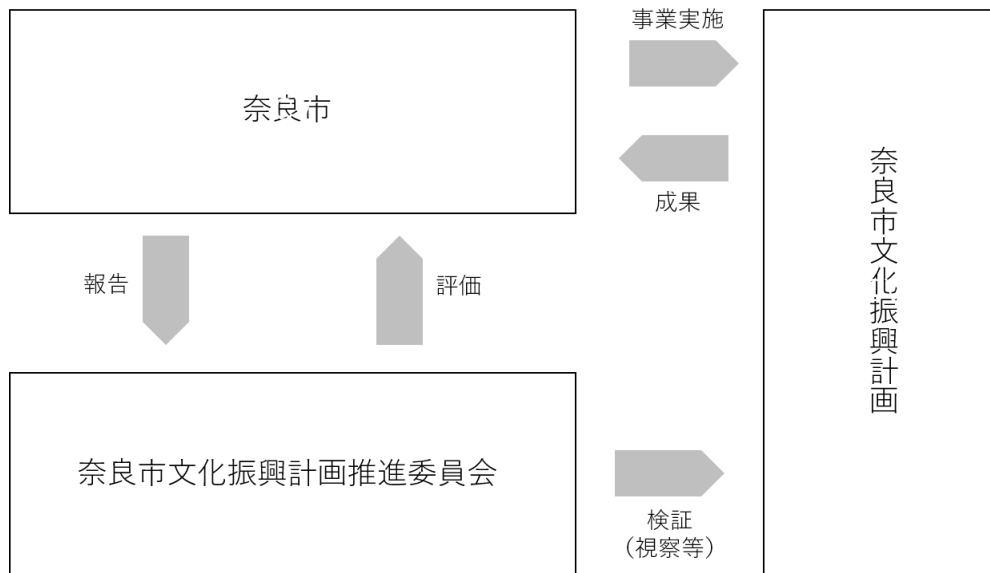 事業実施
奈良市
成果
奈良市文化振興計画
報告
評価
奈良市文化振興計画推進委員会
検証
（視察等）